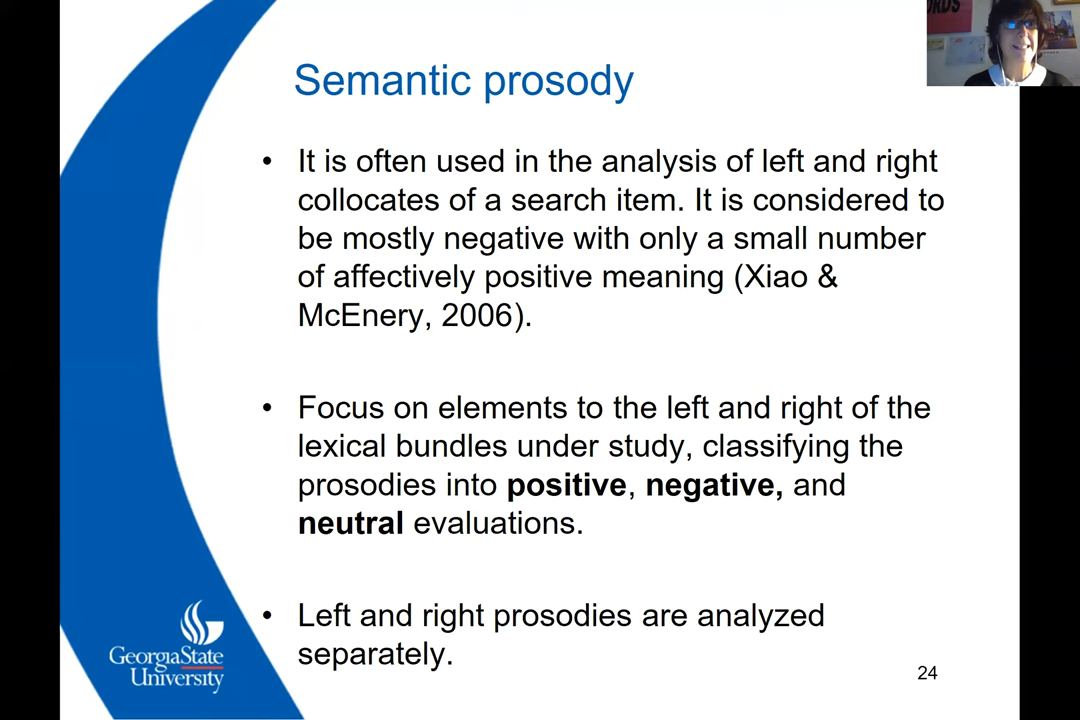 ORDS
Semantic prosody
• It is often used in the analysis of left and right
collocates of a search item. It is considered to
be mostly negative with only a small number
of affectively positive meaning (Xiao &
McEnery, 2006).
• Focus on elements to the left and right of the
lexical bundles under study, classifying the
prosodies into positive, negative, and
neutral evaluations.
• Left and right prosodies are analyzed
separately.
GeorgiaState
University
24